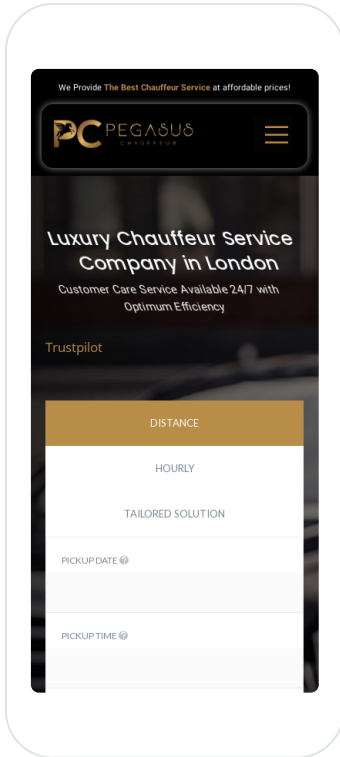 We Provide The Best Chauffeur Service at affordable prices!
PC PEGASUS
CHAUFFEUR
Luxury Chauffeur Service
Company in London
Customer Care Service Available 24/7 with
Optimum Efficiency
Trustpilot
DISTANCE
HOURLY
TAILORED SOLUTION
PICKUP DATE ?
PICKUP TIME ?